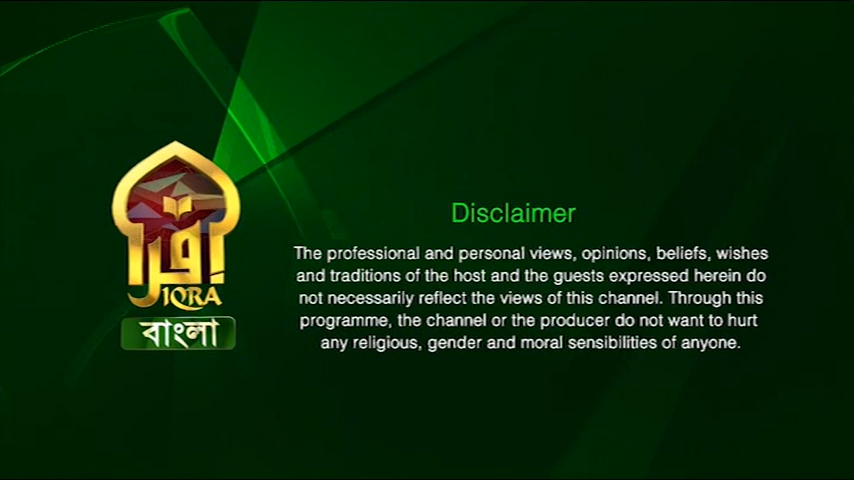 اقرأ
IQRA
বাংলা
Disclaimer
The professional and personal views, opinions, beliefs, wishes
and traditions of the host and the guests expressed herein do
not necessarily reflect the views of this channel. Through this
programme, the channel or the producer do not want to hurt
any religious, gender and moral sensibilities of anyone.